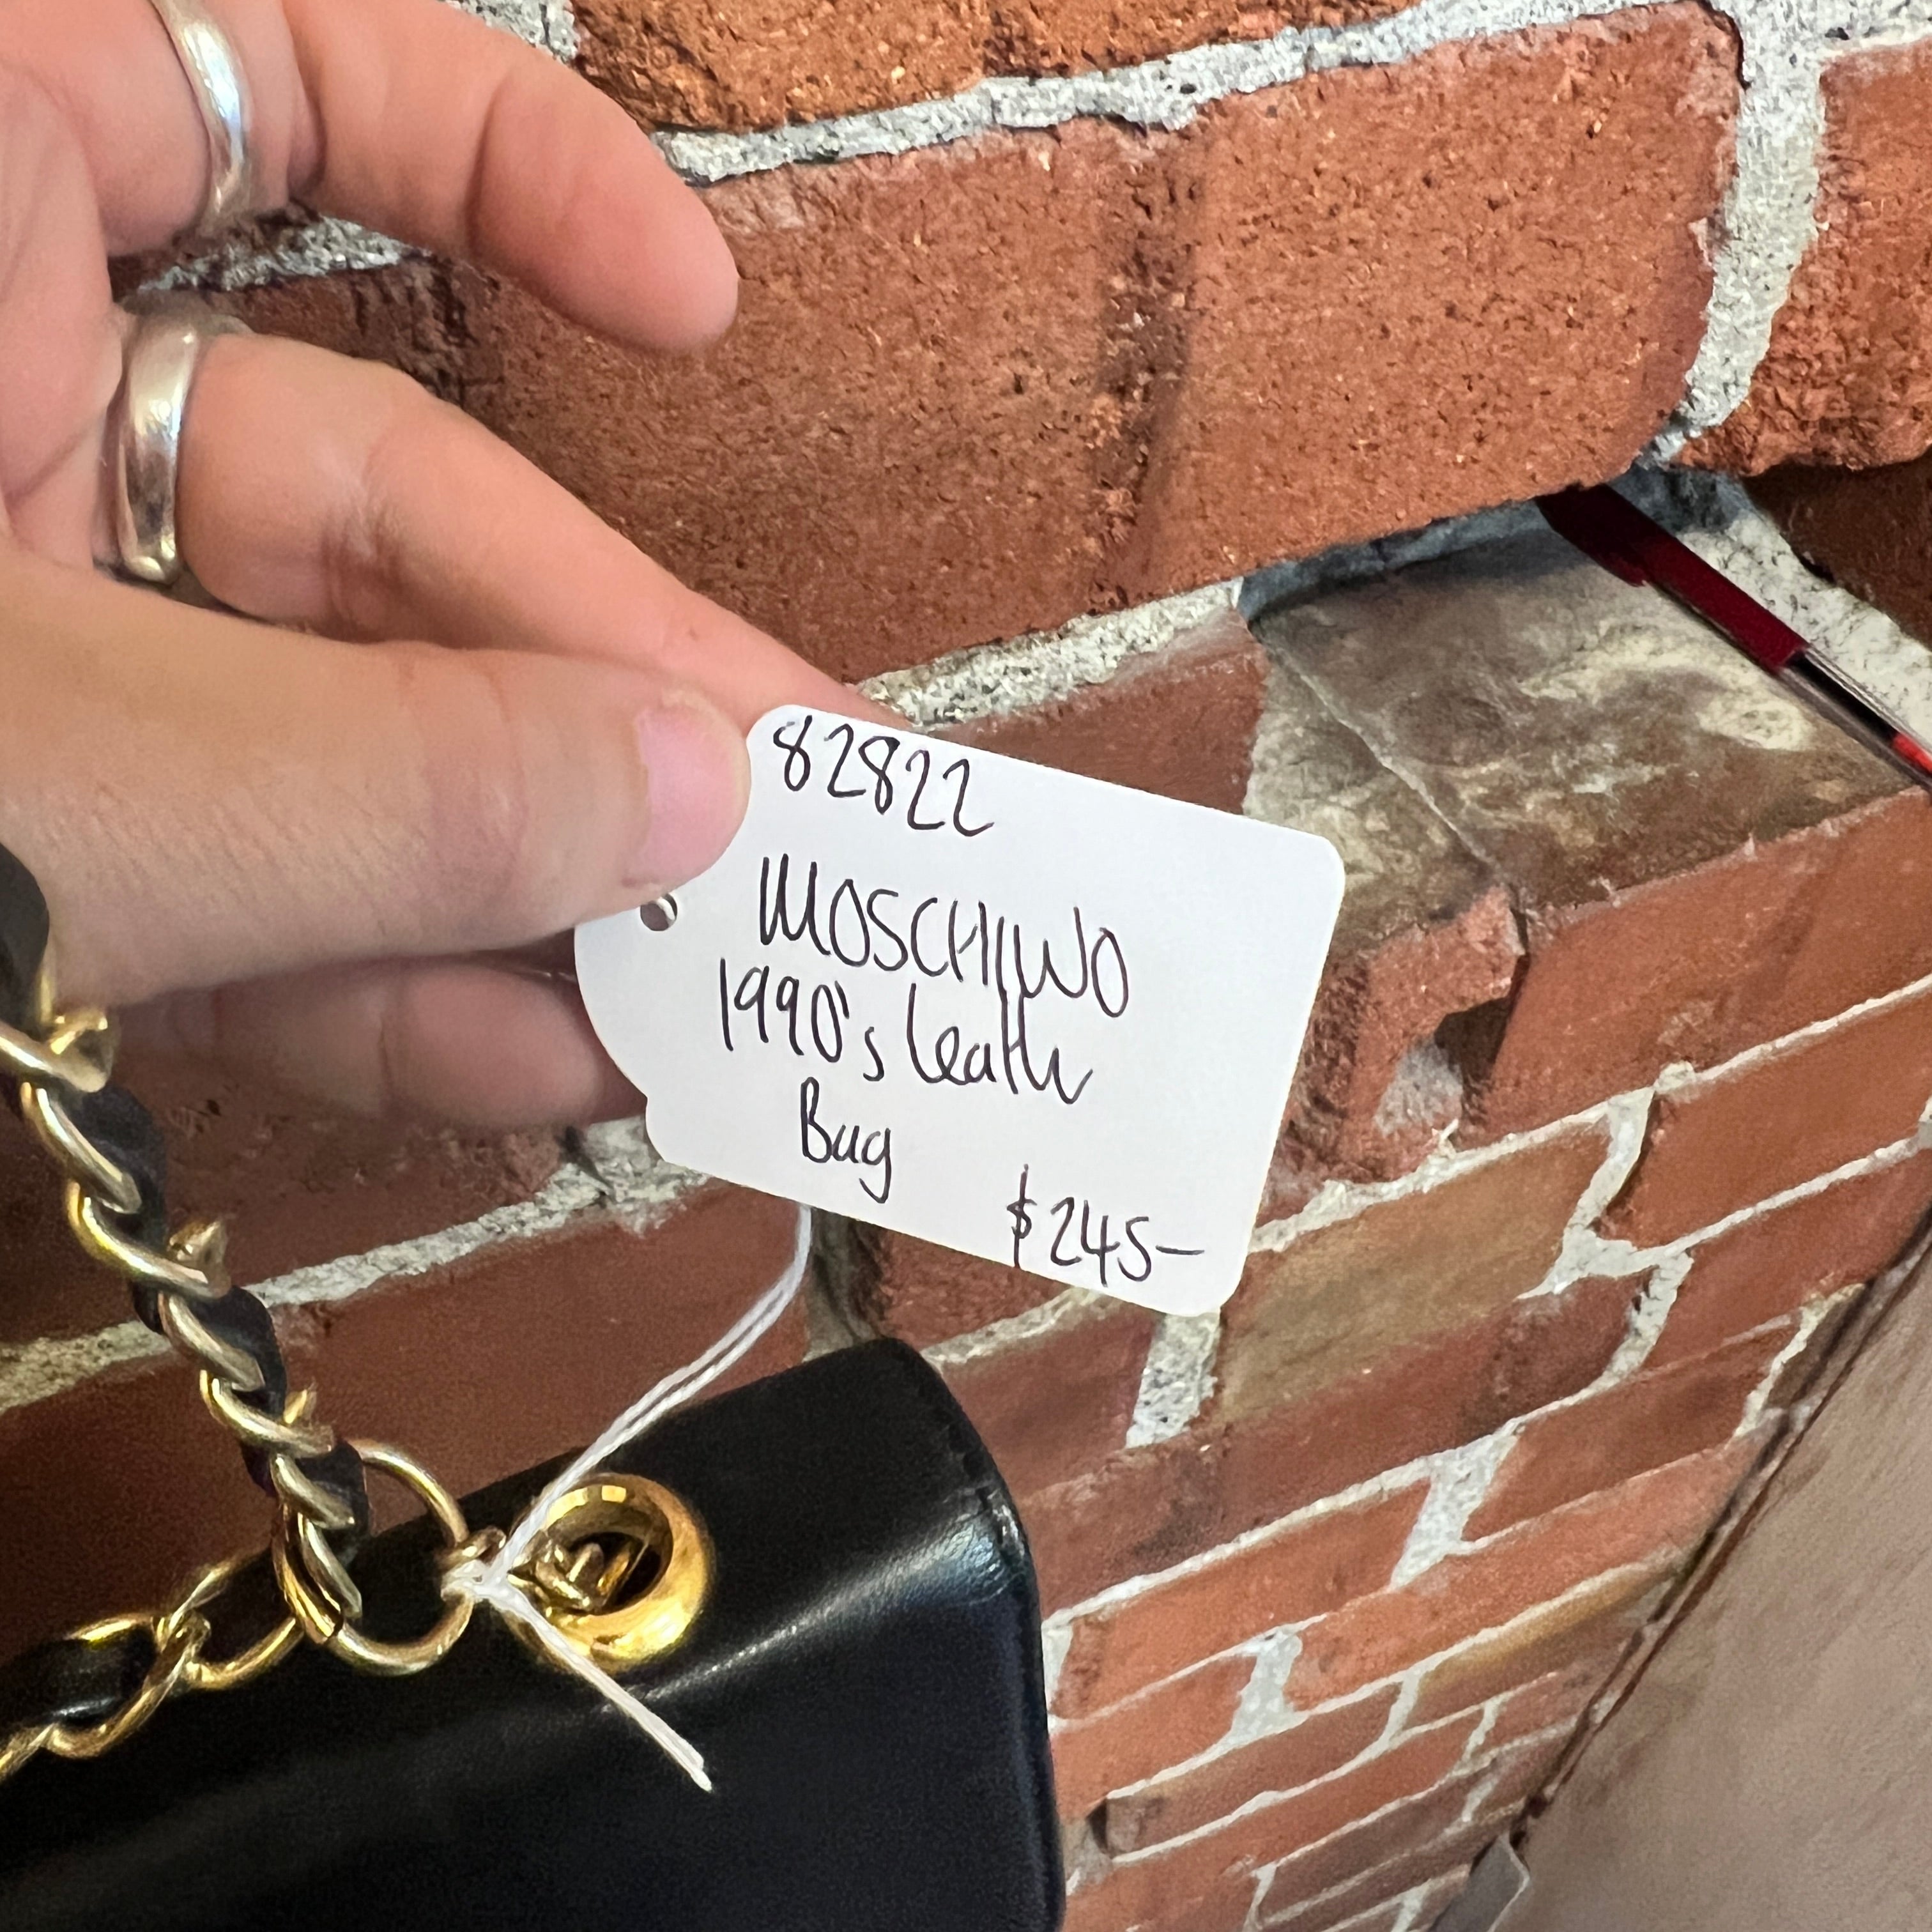 82822
MOSCHINO
1990's Leather
Bag
$245-